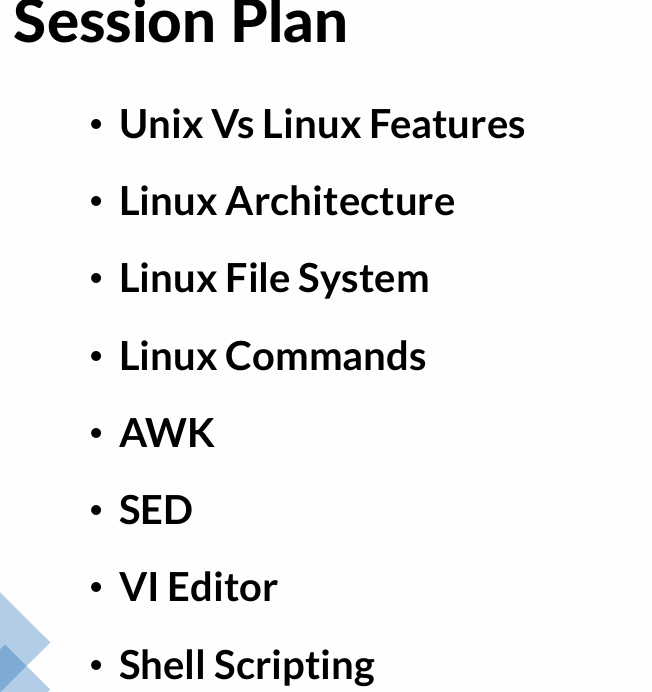 Session Plan
• Unix Vs Linux Features
• Linux Architecture
• Linux File System
• Linux Commands
• AWK
• SED
• VI Editor
• Shell Scripting